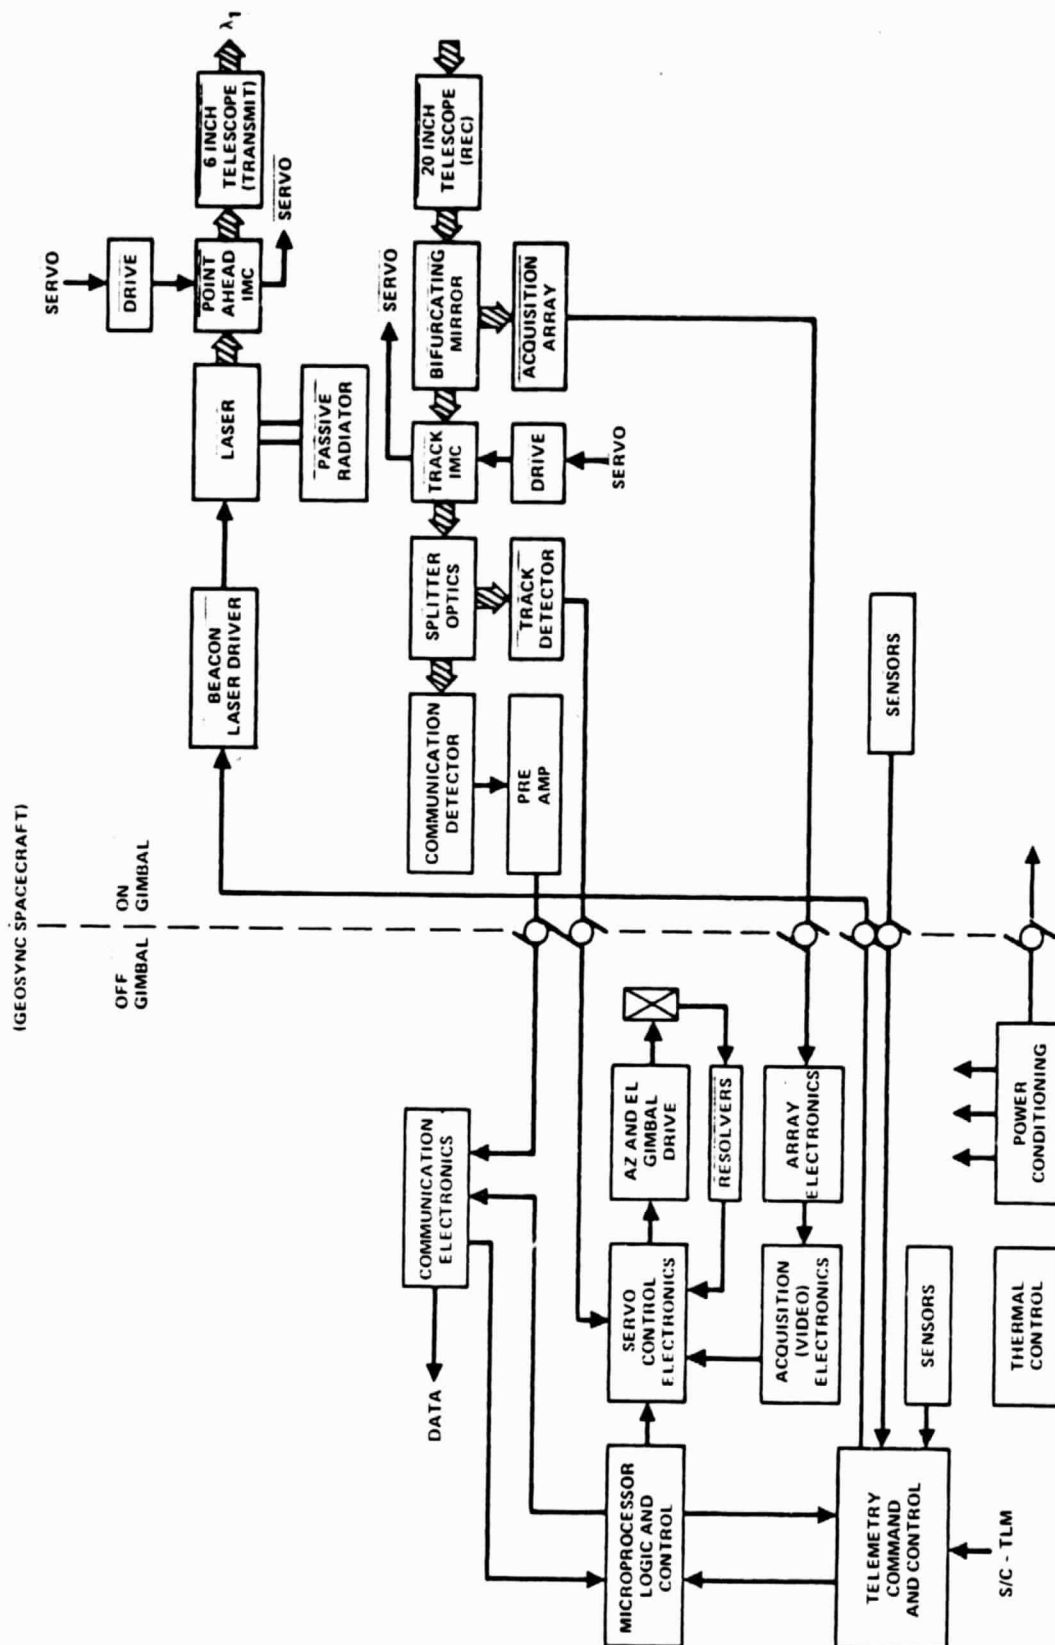 (GEOSYNC SPACECRAFT)
OFF
GIMBAL
ON
GIMBAL
SERVO
DRIVE
BEACON
LASER DRIVER
LASER
POINT
AHEAD
IMC
6 INCH
TELESCOPE
(TRANSMIT)
λ1
PASSIVE
RADIATOR
SERVO
SERVO
COMMUNICATION
DETECTOR
SPLITTER
OPTICS
TRACK
IMC
BIFURCATING
MIRROR
20 INCH
TELESCOPE
(REC)
PRE
AMP
TRACK
DETECTOR
DRIVE
ACQUISITION
ARRAY
SERVO
COMMUNICATION
ELECTRONICS
DATA
MICROPROCESSOR
LOGIC AND
CONTROL
SERVO
CONTROL
ELECTRONICS
AZ AND EL
GIMBAL
DRIVE
RESOLVERS
ACQUISITION
(VIDEO)
ELECTRONICS
ARRAY
ELECTRONICS
TELEMETRY
COMMAND
AND CONTROL
S/C - TLM
SENSORS
SENSORS
THERMAL
CONTROL
POWER
CONDITIONING